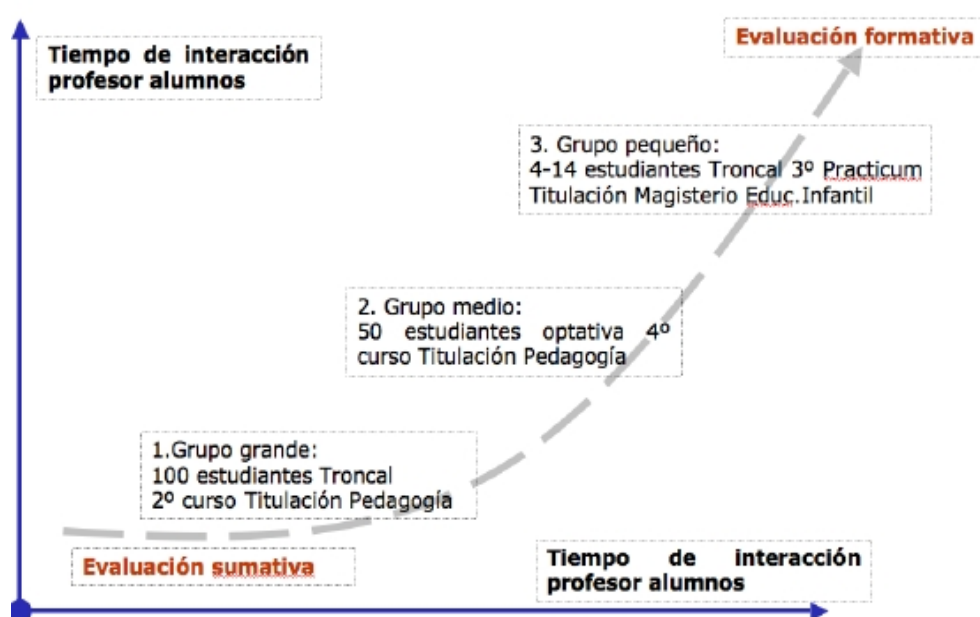 Tiempo de interacción
profesor alumnos
Evaluación formativa
3. Grupo pequeño:
4-14 estudiantes Troncal 3º Practicum
Titulación Magisterio Educ.Infantil
2. Grupo medio:
50 estudiantes optativa 4º
curso Titulación Pedagogía
1.Grupo grande:
100 estudiantes Troncal
2º curso Titulación Pedagogía
Evaluación sumativa
Tiempo de interacción
profesor alumnos